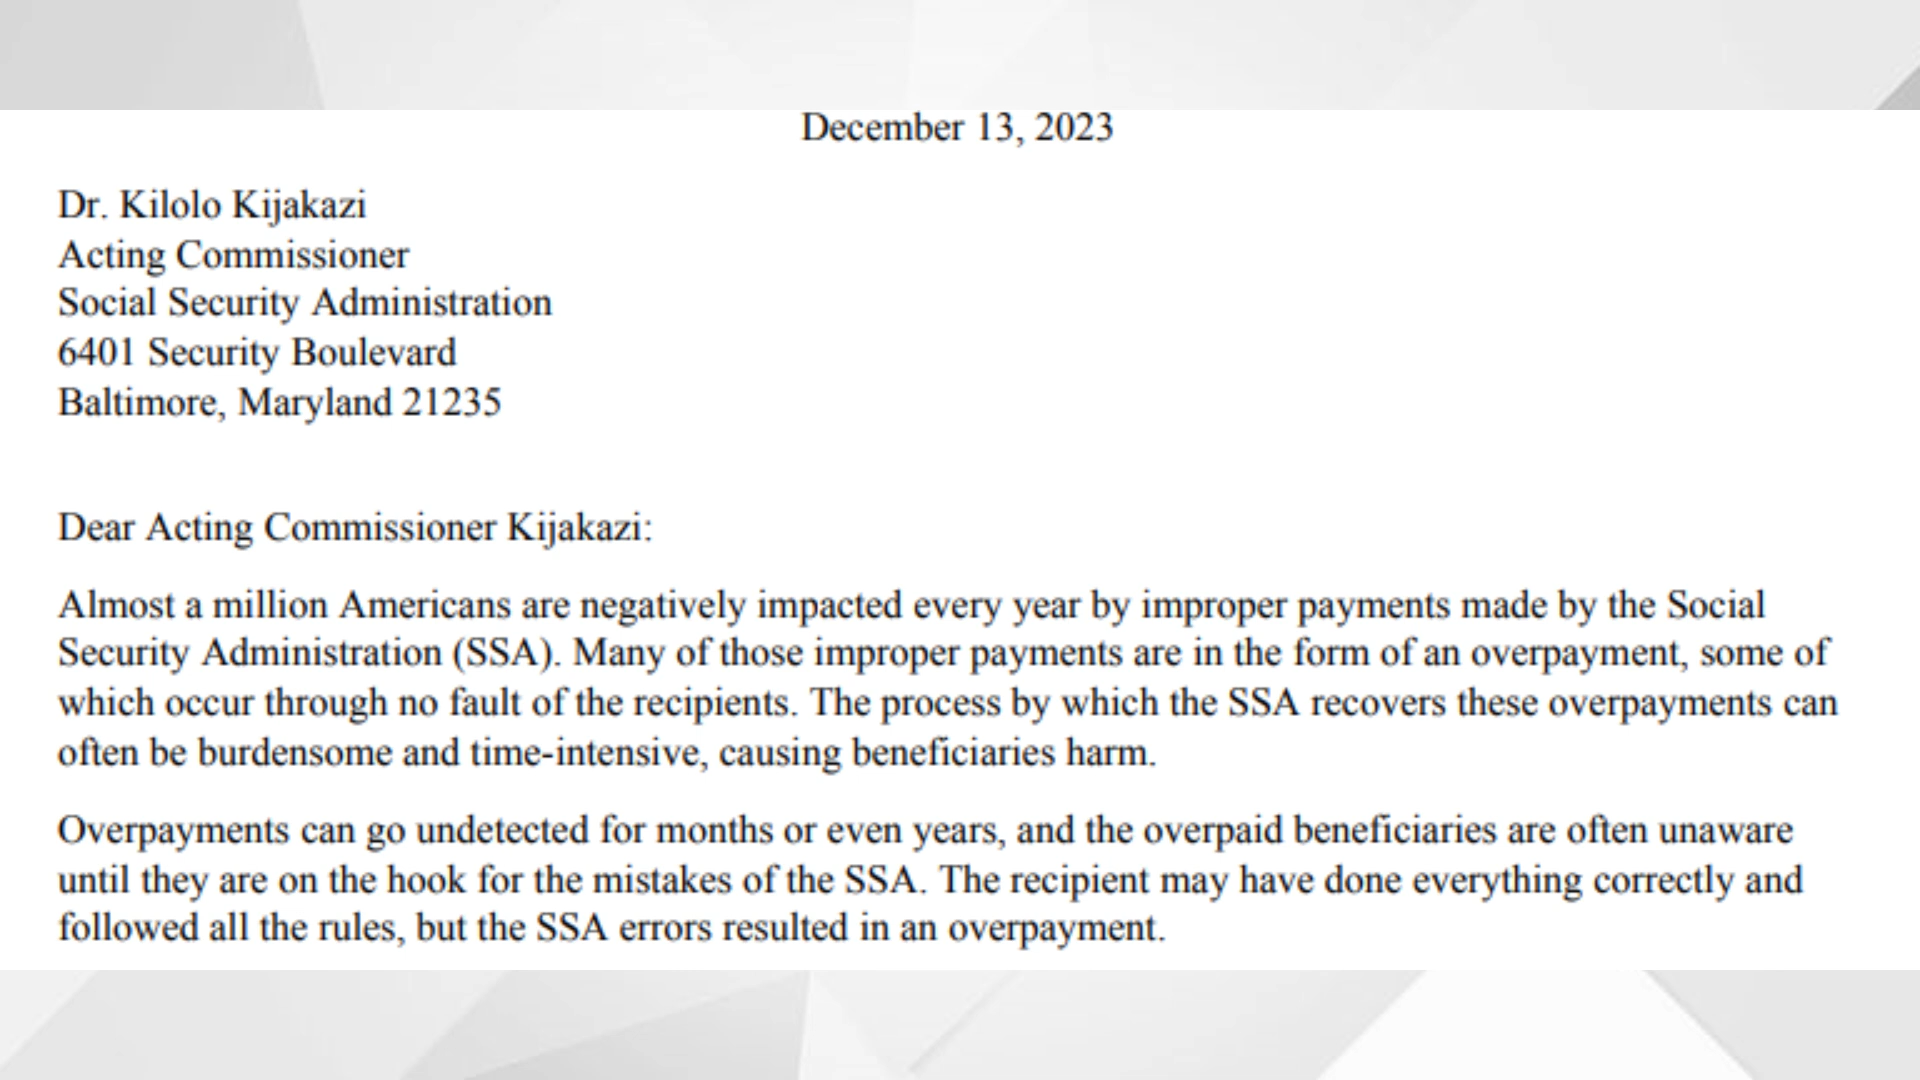 December 13, 2023
Dr. Kilolo Kijakazi
Acting Commissioner
Social Security Administration
6401 Security Boulevard
Baltimore, Maryland 21235
Dear Acting Commissioner Kijakazi:
Almost a million Americans are negatively impacted every year by improper payments made by the Social
Security Administration (SSA). Many of those improper payments are in the form of an overpayment, some of
which occur through no fault of the recipients. The process by which the SSA recovers these overpayments can
often be burdensome and time-intensive, causing beneficiaries harm.
Overpayments can go undetected for months or even years, and the overpaid beneficiaries are often unaware
until they are on the hook for the mistakes of the SSA. The recipient may have done everything correctly and
followed all the rules, but the SSA errors resulted in an overpayment.